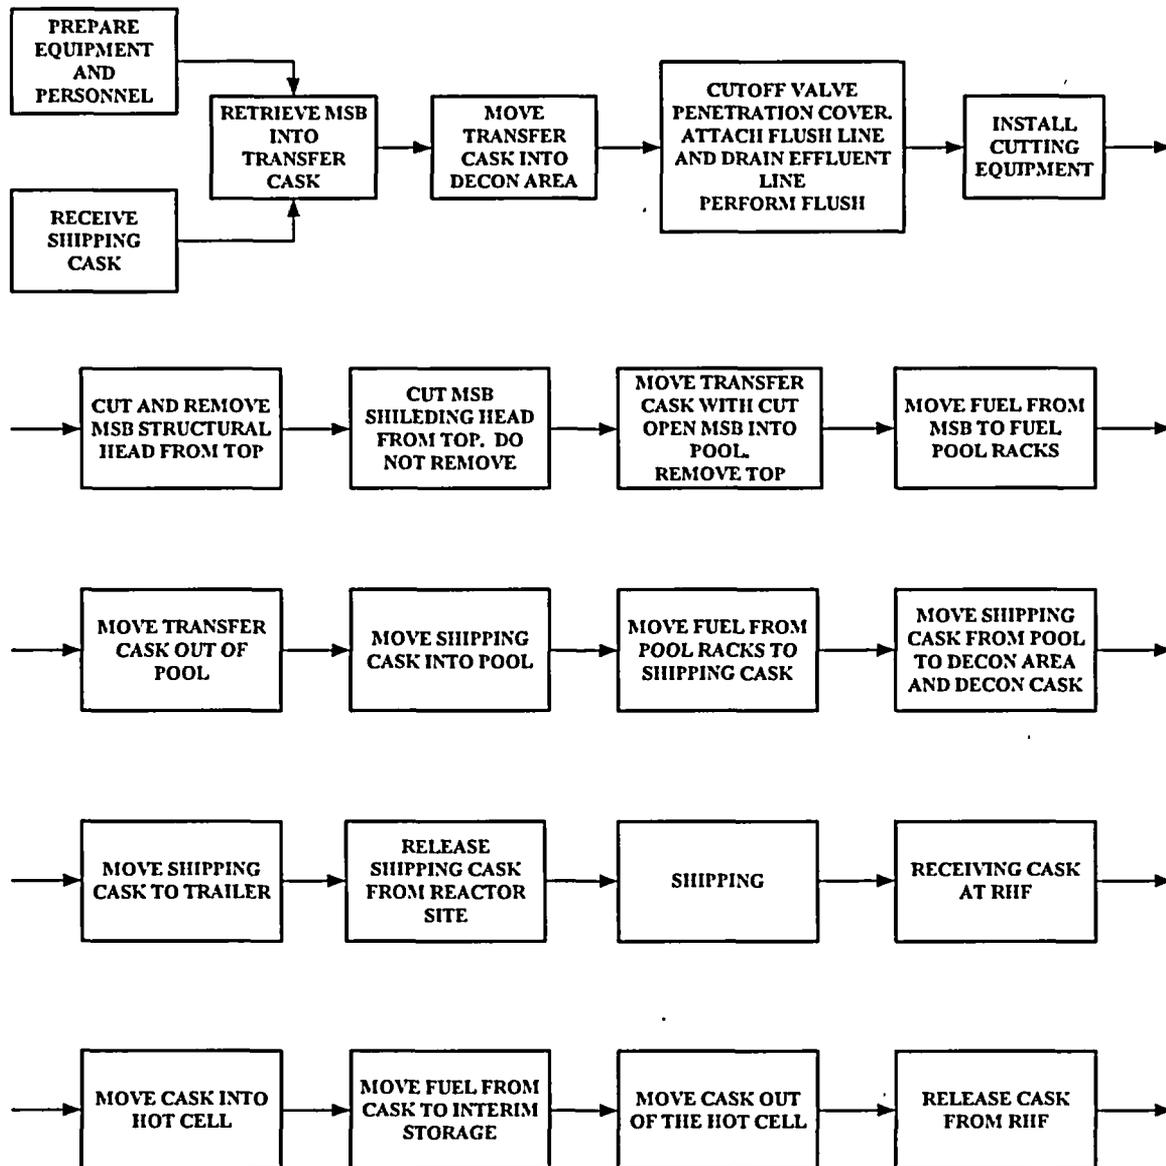 PREPARE
EQUIPMENT
AND
PERSONNEL
RECEIVE
SHIPPING
CASK
RETRIEVE MSB
INTO
TRANSFER
CASK
MOVE
TRANSFER
CASK INTO
DECON AREA
CUTOFF VALVE
PENETRATION COVER.
ATTACH FLUSH LINE
AND DRAIN EFFLUENT
LINE
PERFORM FLUSH
INSTALL
CUTTING
EQUIPMENT
CUT AND REMOVE
MSB STRUCTURAL
HEAD FROM TOP
CUT MSB
SHILEDING HEAD
FROM TOP. DO
NOT REMOVE
MOVE TRANSFER
CASK WITH CUT
OPEN MSB INTO
POOL.
REMOVE TOP
MOVE FUEL FROM
MSB TO FUEL
POOL RACKS
MOVE TRANSFER
CASK OUT OF
POOL
MOVE SHIPPING
CASK INTO POOL
MOVE FUEL FROM
POOL RACKS TO
SHIPPING CASK
MOVE SHIPPING
CASK FROM POOL
TO DECON AREA
AND DECON CASK
MOVE SHIPPING
CASK TO TRAILER
RELEASE
SHIPPING CASK
FROM REACTOR
SITE
SHIPPING
RECEIVING CASK
AT RHF
MOVE CASK INTO
HOT CELL
MOVE FUEL FROM
CASK TO INTERIM
STORAGE
MOVE CASK OUT
OF THE HOT CELL
RELEASE CASK
FROM RHF